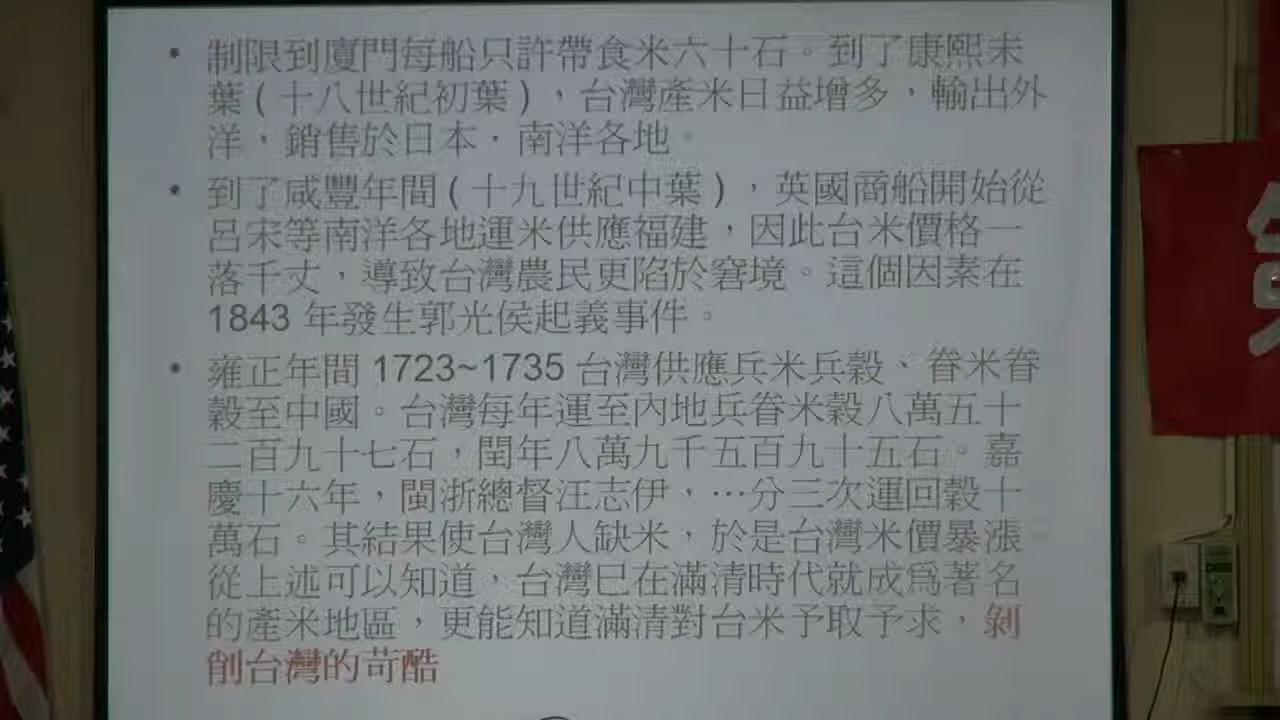 • 制限到廈門每船只許帶食米六十石。到了康熙末
葉(十八世紀初葉)，台灣產米日益增多，輸出外
洋，銷售於日本．南洋各地。
• 到了咸豐年間(十九世紀中葉)，英國商船開始從
呂宋等南洋各地運米供應福建，因此台米價格一
落千丈，導致台灣農民更陷於窘境。這個因素在
1843 年發生郭光侯起義事件。
• 雍正年間 1723~1735 台灣供應兵米兵穀、眷米眷
穀至中國。台灣每年運至內地兵眷米穀八萬五千
二百九十七石，閏年八萬九千五百九十五石。嘉
慶十六年，閩浙總督汪志伊，…分三次運回穀十
萬石。其結果使台灣人缺米，於是台灣米價暴漲。
從上述可以知道，台灣已在滿清時代就成為著名
的產米地區，更能知道滿清對台米予取予求，剝
削台灣的苛酷